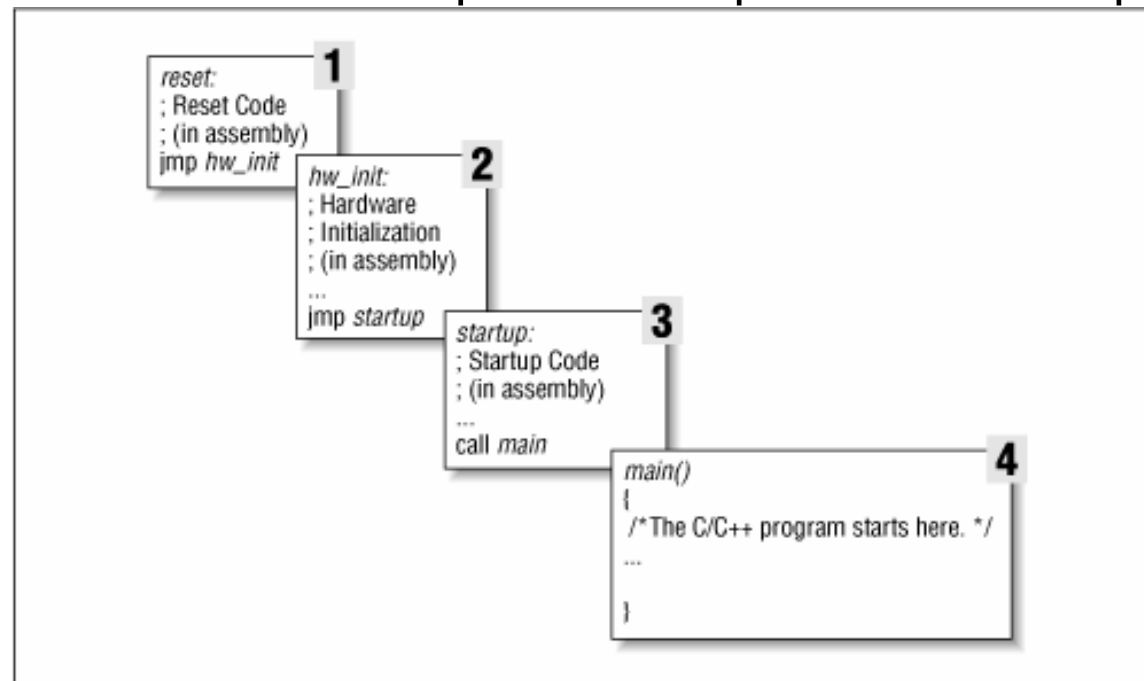 1
reset:
; Reset Code
; (in assembly)
jmp hw_init
2
hw_init:
; Hardware
; Initialization
; (in assembly)
...
jmp startup
3
startup:
; Startup Code
; (in assembly)
...
call main
4
main()
{
/*The C/C++ program starts here. */
...
}